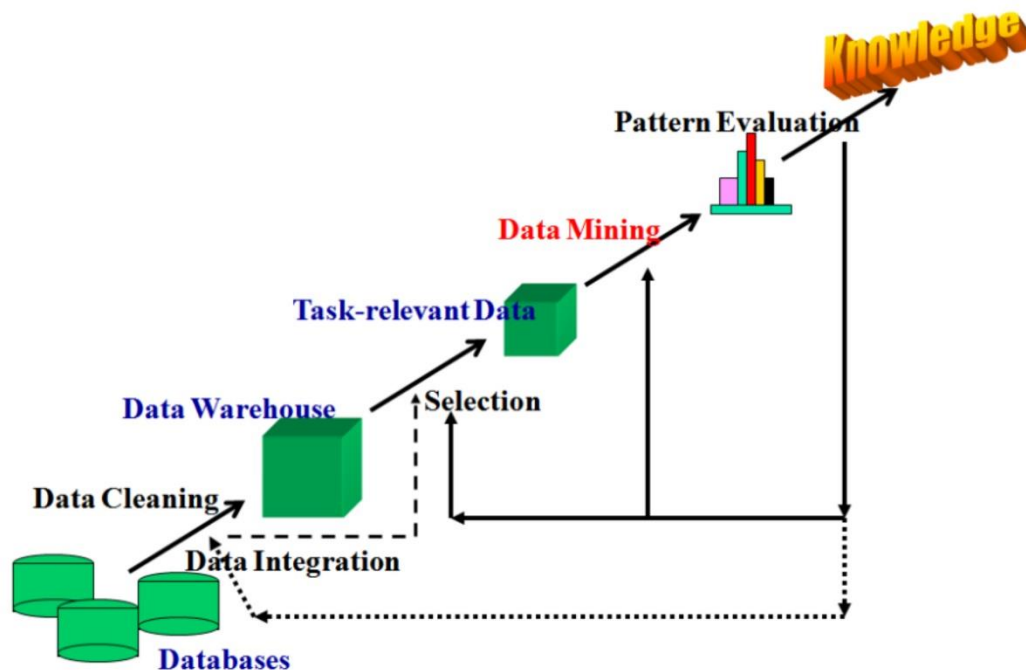 Knowledge
Pattern Evaluation
Data Mining
Task-relevant Data
Data Warehouse
Selection
Data Cleaning
Data Integration
Databases